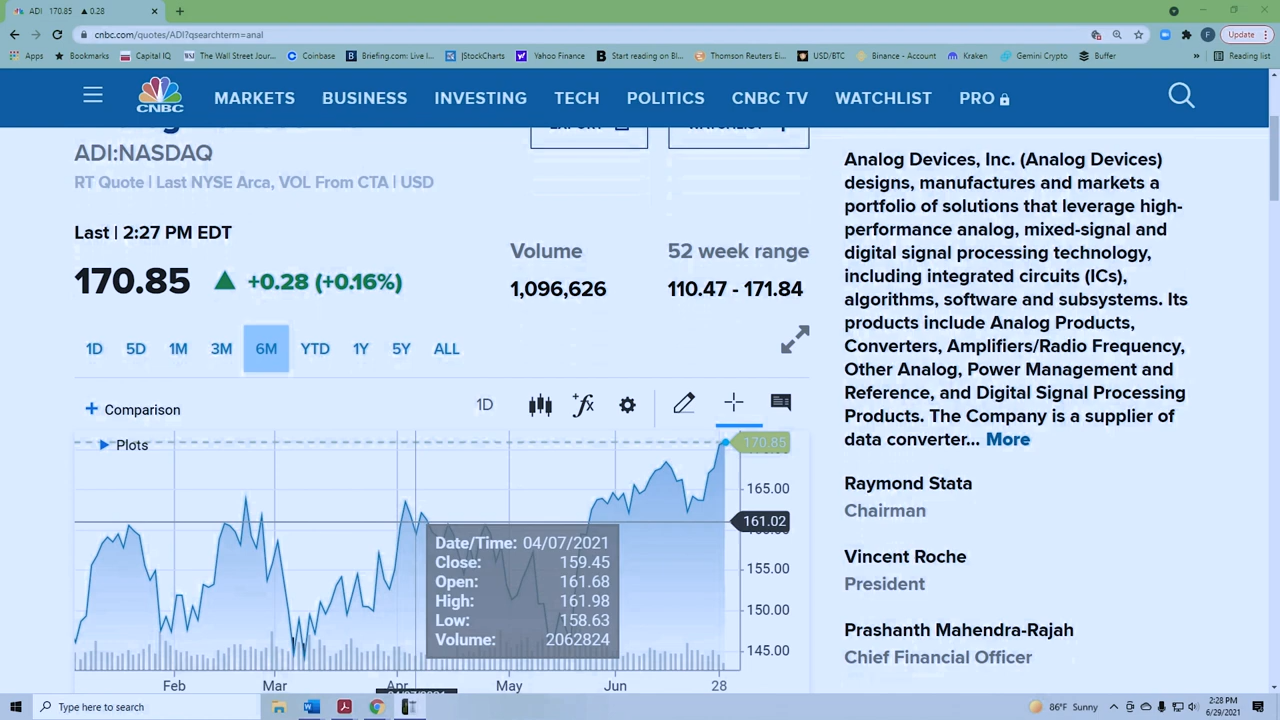 ADI 170.85 ▲ 0.28
cnbc.com/quotes/ADI?qsearchterm=anal
Update
Apps
Bookmarks
Capital IQ
The Wall Street Jour...
Coinbase
Briefing.com: Live I...
|StockCharts
Yahoo Finance
Start reading on Bl...
Thomson Reuters Ei...
USD/BTC
Binance - Account
Kraken
Gemini Crypto
Buffer
»
Reading list
CNBC
MARKETS
BUSINESS
INVESTING
TECH
POLITICS
CNBC TV
WATCHLIST
PRO
ADI:NASDAQ
RT Quote | Last NYSE Arca, VOL From CTA | USD
Last | 2:27 PM EDT
170.85 ▲ +0.28 (+0.16%)
Volume
1,096,626
52 week range
110.47 - 171.84
1D 5D 1M 3M 6M YTD 1Y 5Y ALL
+ Comparison
1D
Plots
170.85
165.00
161.02
155.00
150.00
145.00
Date/Time: 04/07/2021
Close: 159.45
Open: 161.68
High: 161.98
Low: 158.63
Volume: 2062824
Feb Mar Apr May Jun 28
Analog Devices, Inc. (Analog Devices)
designs, manufactures and markets a
portfolio of solutions that leverage high-
performance analog, mixed-signal and
digital signal processing technology,
including integrated circuits (ICs),
algorithms, software and subsystems. Its
products include Analog Products,
Converters, Amplifiers/Radio Frequency,
Other Analog, Power Management and
Reference, and Digital Signal Processing
Products. The Company is a supplier of
data converter... More
Raymond Stata
Chairman
Vincent Roche
President
Prashanth Mahendra-Rajah
Chief Financial Officer
Type here to search
86°F Sunny
2:28 PM
6/29/2021